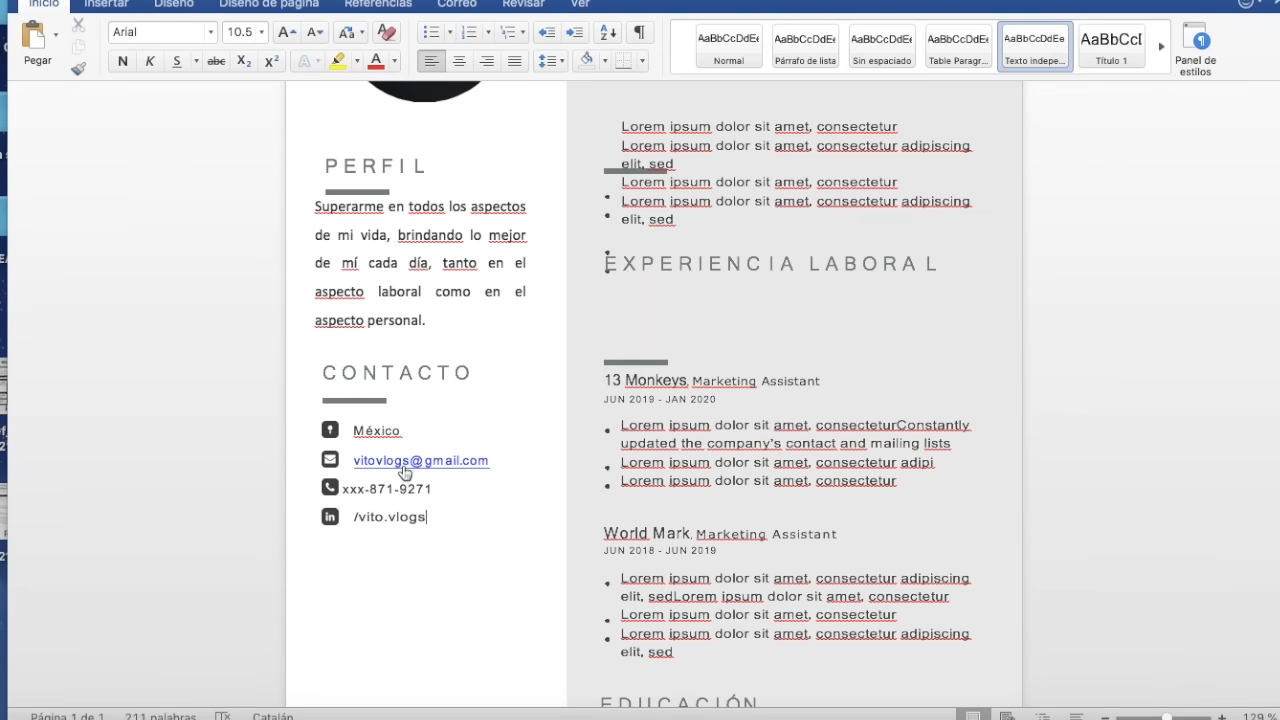 Inicio Insertar Diseño Diseño de página Referencias Correo Revisar Ver
Pegar
Arial
10.5
N K S abc X2 X2
AaBbCcDdEe
Normal
AaBbCcDdEe
Párrafo de lista
AaBbCcDdEe
Sin espaciado
AaBbCcDdEe
Table Paragr...
AaBbCcDdEe
Texto indepe...
AaBbCcD
Título 1
Panel de
estilos
PERFIL
Superarme en todos los aspectos
de mi vida, brindando lo mejor
de mí cada día, tanto en el
aspecto laboral como en el
aspecto personal.
CONTACTO
México
vitovlogs@gmail.com
xxx-871-9271
in /vito.vlogs
Lorem ipsum dolor sit amet, consectetur
Lorem ipsum dolor sit amet, consectetur adipiscing
elit, sed
Lorem ipsum dolor sit amet, consectetur
Lorem ipsum dolor sit amet, consectetur adipiscing
elit, sed
EXPERIENCIA LABORAL
13 Monkeys, Marketing Assistant
JUN 2019 - JAN 2020
Lorem ipsum dolor sit amet, consecteturConstantly
updated the company's contact and mailing lists
Lorem ipsum dolor sit amet, consectetur adipi
Lorem ipsum dolor sit amet, consectetur
World Mark, Marketing Assistant
JUN 2018 - JUN 2019
Lorem ipsum dolor sit amet, consectetur adipiscing
elit, sedLorem ipsum dolor sit amet, consectetur
Lorem ipsum dolor sit amet, consectetur
Lorem ipsum dolor sit amet, consectetur adipiscing
elit, sed
EDUCACIÓN
Página 1 de 1 211 palabras Catalán 129 %